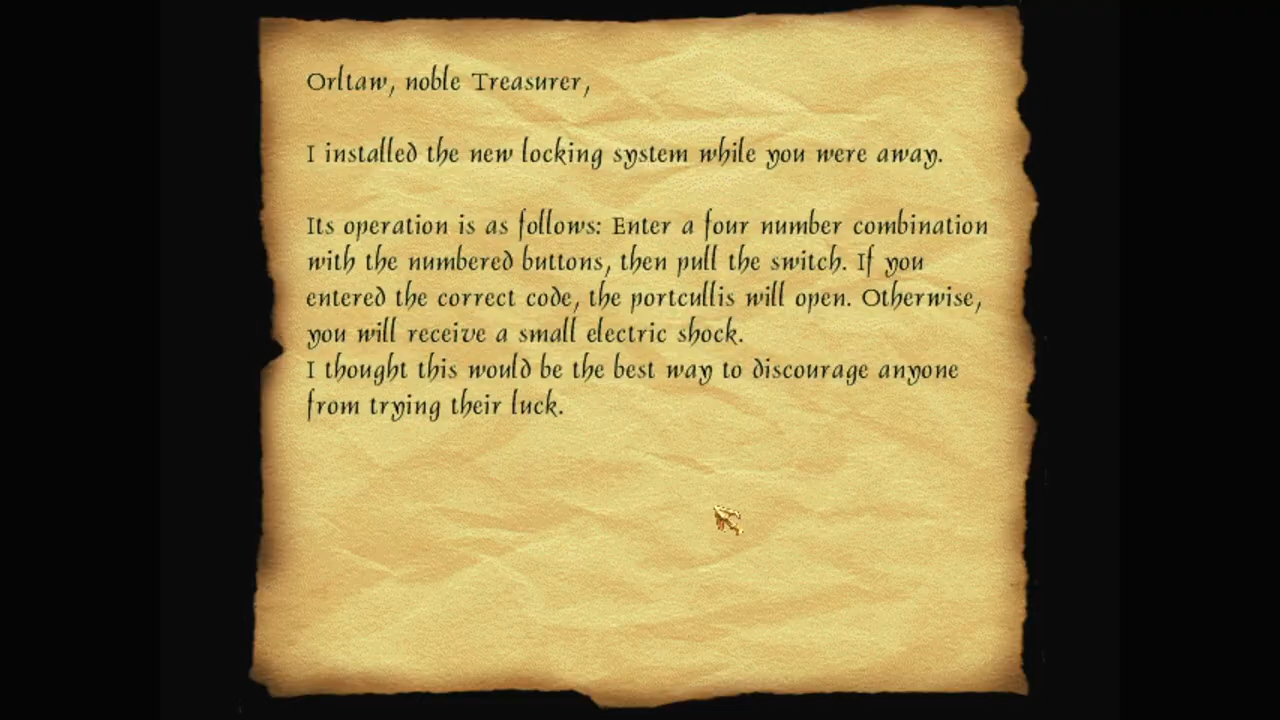 Orltaw, noble Treasurer,
I installed the new locking system while you were away.
Its operation is as follows: Enter a four number combination
with the numbered buttons, then pull the switch. If you
entered the correct code, the portcullis will open. Otherwise,
you will receive a small electric shock.
I thought this would be the best way to discourage anyone
from trying their luck.